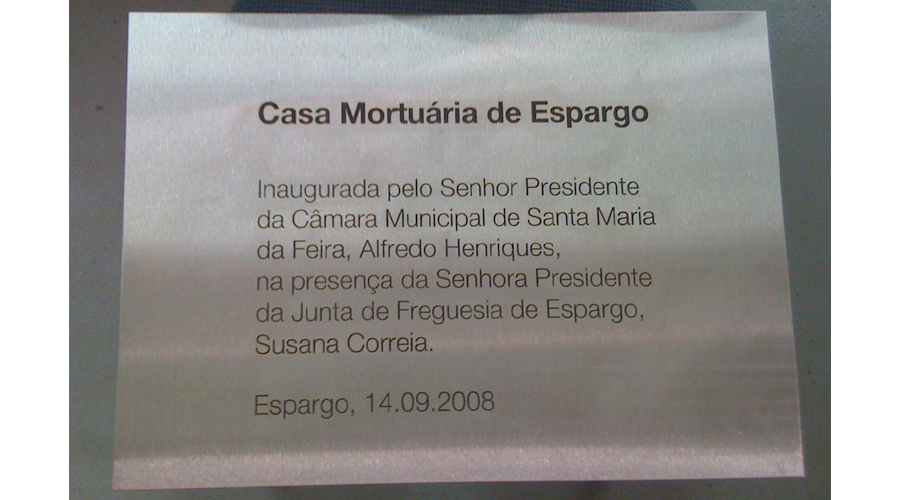 Casa Mortuária de Espargo
Inaugurada pelo Senhor Presidente
da Câmara Municipal de Santa Maria
da Feira, Alfredo Henriques,
na presença da Senhora Presidente
da Junta de Freguesia de Espargo,
Susana Correia.
Espargo, 14.09.2008